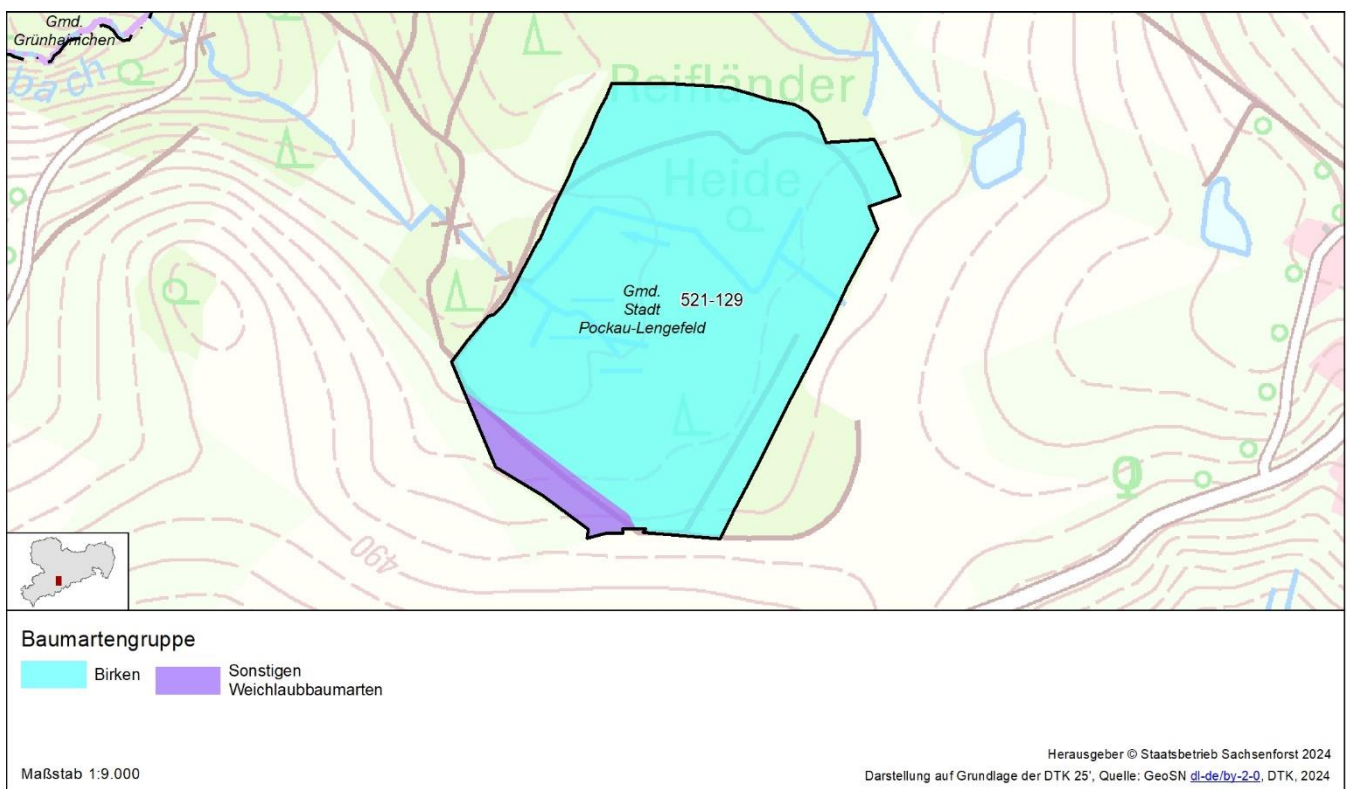 Gmd.
Grünhainichen
bach
Reifländer
Heide
Gmd.
Stadt
Pockau-Lengefeld
521-129
490
Baumartengruppe
Birken
Sonstigen
Weichlaubbaumarten
Maßstab 1:9.000
Herausgeber © Staatsbetrieb Sachsenforst 2024
Darstellung auf Grundlage der DTK 25', Quelle: GeoSN dl-de/by-2-0, DTK, 2024